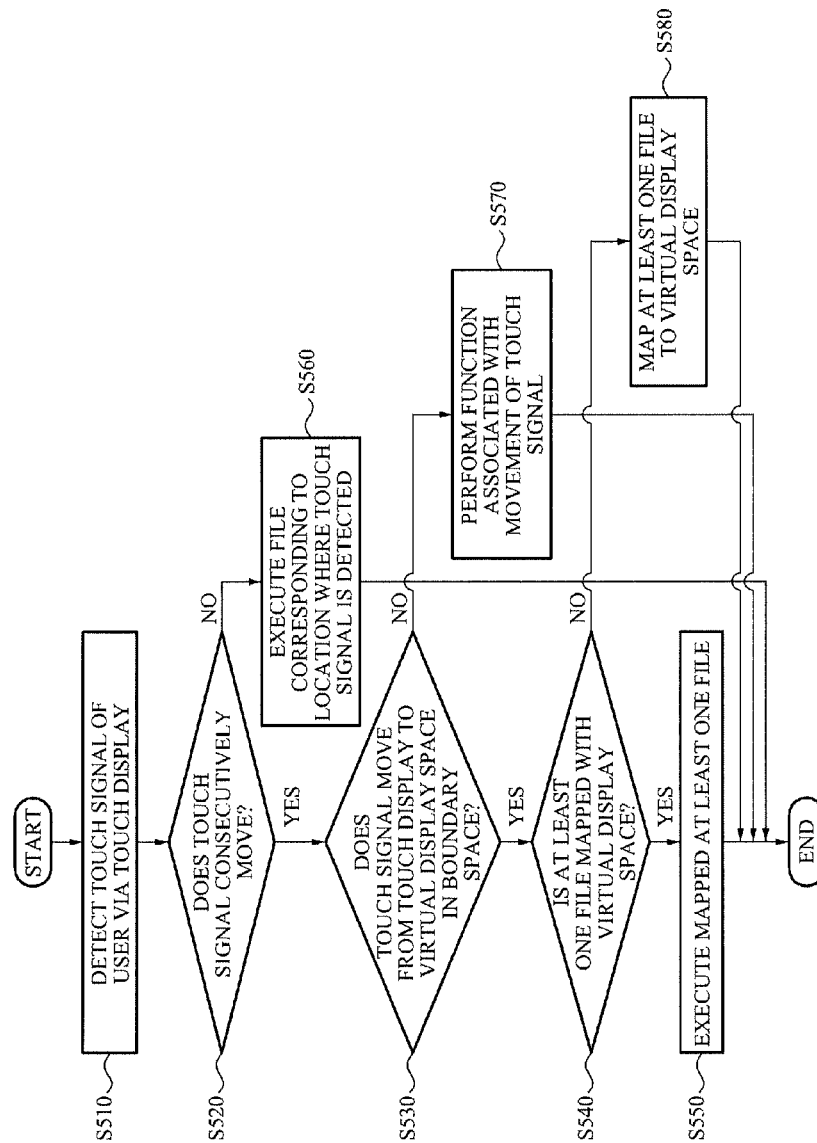 START
S510
DETECT TOUCH SIGNAL OF
USER VIA TOUCH DISPLAY
S520
DOES TOUCH
SIGNAL CONSECUTIVELY
MOVE?
NO
YES
S560
EXECUTE FILE
CORRESPONDING TO
LOCATION WHERE TOUCH
SIGNAL IS DETECTED
S530
DOES
TOUCH SIGNAL MOVE
FROM TOUCH DISPLAY TO
VIRTUAL DISPLAY SPACE
IN BOUNDARY
SPACE?
NO
YES
S570
PERFORM FUNCTION
ASSOCIATED WITH
MOVEMENT OF TOUCH
SIGNAL
S540
IS AT LEAST
ONE FILE MAPPED WITH
VIRTUAL DISPLAY
SPACE?
NO
YES
S580
MAP AT LEAST ONE FILE
TO VIRTUAL DISPLAY
SPACE
S550
EXECUTE MAPPED AT LEAST ONE FILE
END